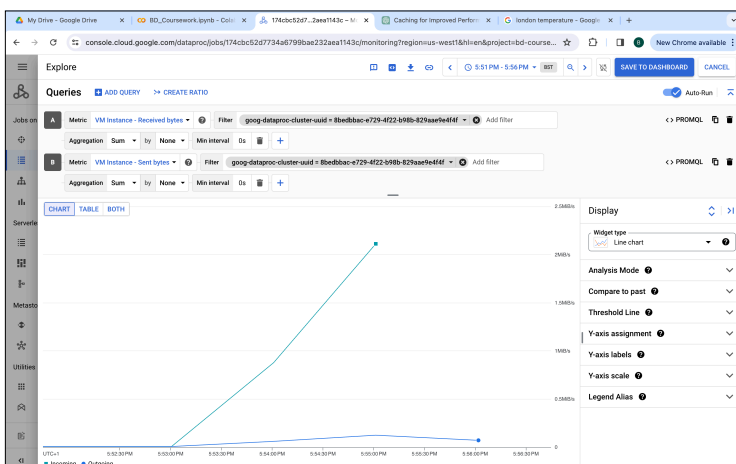 My Drive - Google Drive
BD_Coursework.ipynb - Cola
174cbc52d7...2aea1143c – Mo
Caching for Improved Perform
london temperature - Google
console.cloud.google.com/dataproc/jobs/174cbc52d7734a6799bae232aea1143c/monitoring?region=us-west1&hl=en&project=bd-course...
B
New Chrome available
Explore
5:51 PM - 5:56 PM
BST
SAVE TO DASHBOARD
CANCEL
Queries
ADD QUERY
CREATE RATIO
Auto-Run
Jobs on
A
Metric
VM Instance - Received bytes
Filter
goog-dataproc-cluster-uuid = 8bedbbac-e729-4f22-b98b-829aae9e4f4f
Add filter
<> PROMQL
Aggregation
Sum
by
None
Min interval
0s
B
Metric
VM Instance - Sent bytes
Filter
goog-dataproc-cluster-uuid = 8bedbbac-e729-4f22-b98b-829aae9e4f4f
Add filter
<> PROMQL
Aggregation
Sum
by
None
Min interval
0s
Serverle
Metasto
Utilities
CHART
TABLE
BOTH
2.5MiB/s
2MiB/s
1.5MiB/s
1MiB/s
0.5MiB/s
0
UTC+1
5:52:30 PM
5:53:00 PM
5:53:30 PM
5:54:00 PM
5:54:30 PM
5:55:00 PM
5:55:30 PM
5:56:00 PM
5:56:30 PM
Incoming
Outgoing
Display
Widget type
Line chart
Analysis Mode
Compare to past
Threshold Line
Y-axis assignment
Y-axis labels
Y-axis scale
Legend Alias